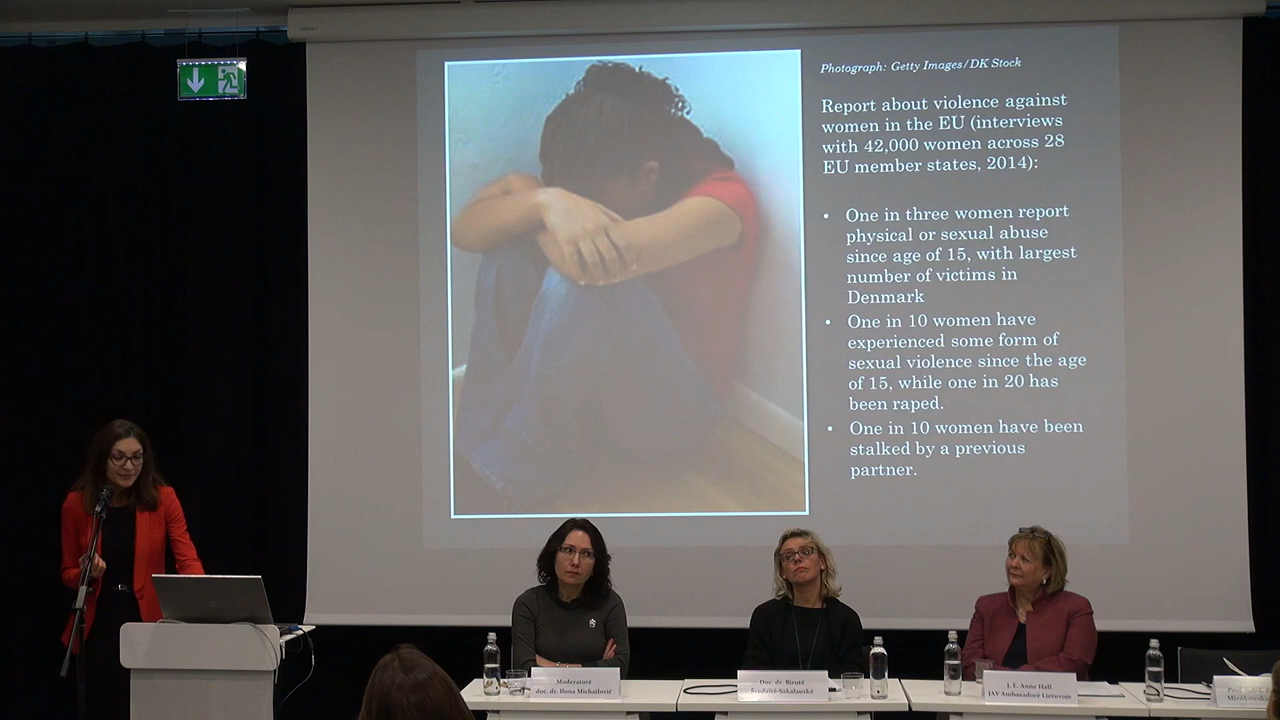 Photograph: Getty Images/DK Stock
Report about violence against
women in the EU (interviews
with 42,000 women across 28
EU member states, 2014):
• One in three women report
physical or sexual abuse
since age of 15, with largest
number of victims in
Denmark
• One in 10 women have
experienced some form of
sexual violence since the age
of 15, while one in 20 has
been raped.
• One in 10 women have been
stalked by a previous
partner.
Moderatorė
doc. dr. Ilona Michailovič
Doc. dr. Birutė
Švedaitė-Sakalauskė
J. E. Anne Hall
JAV Ambasadorė Lietuvoje
Prof.